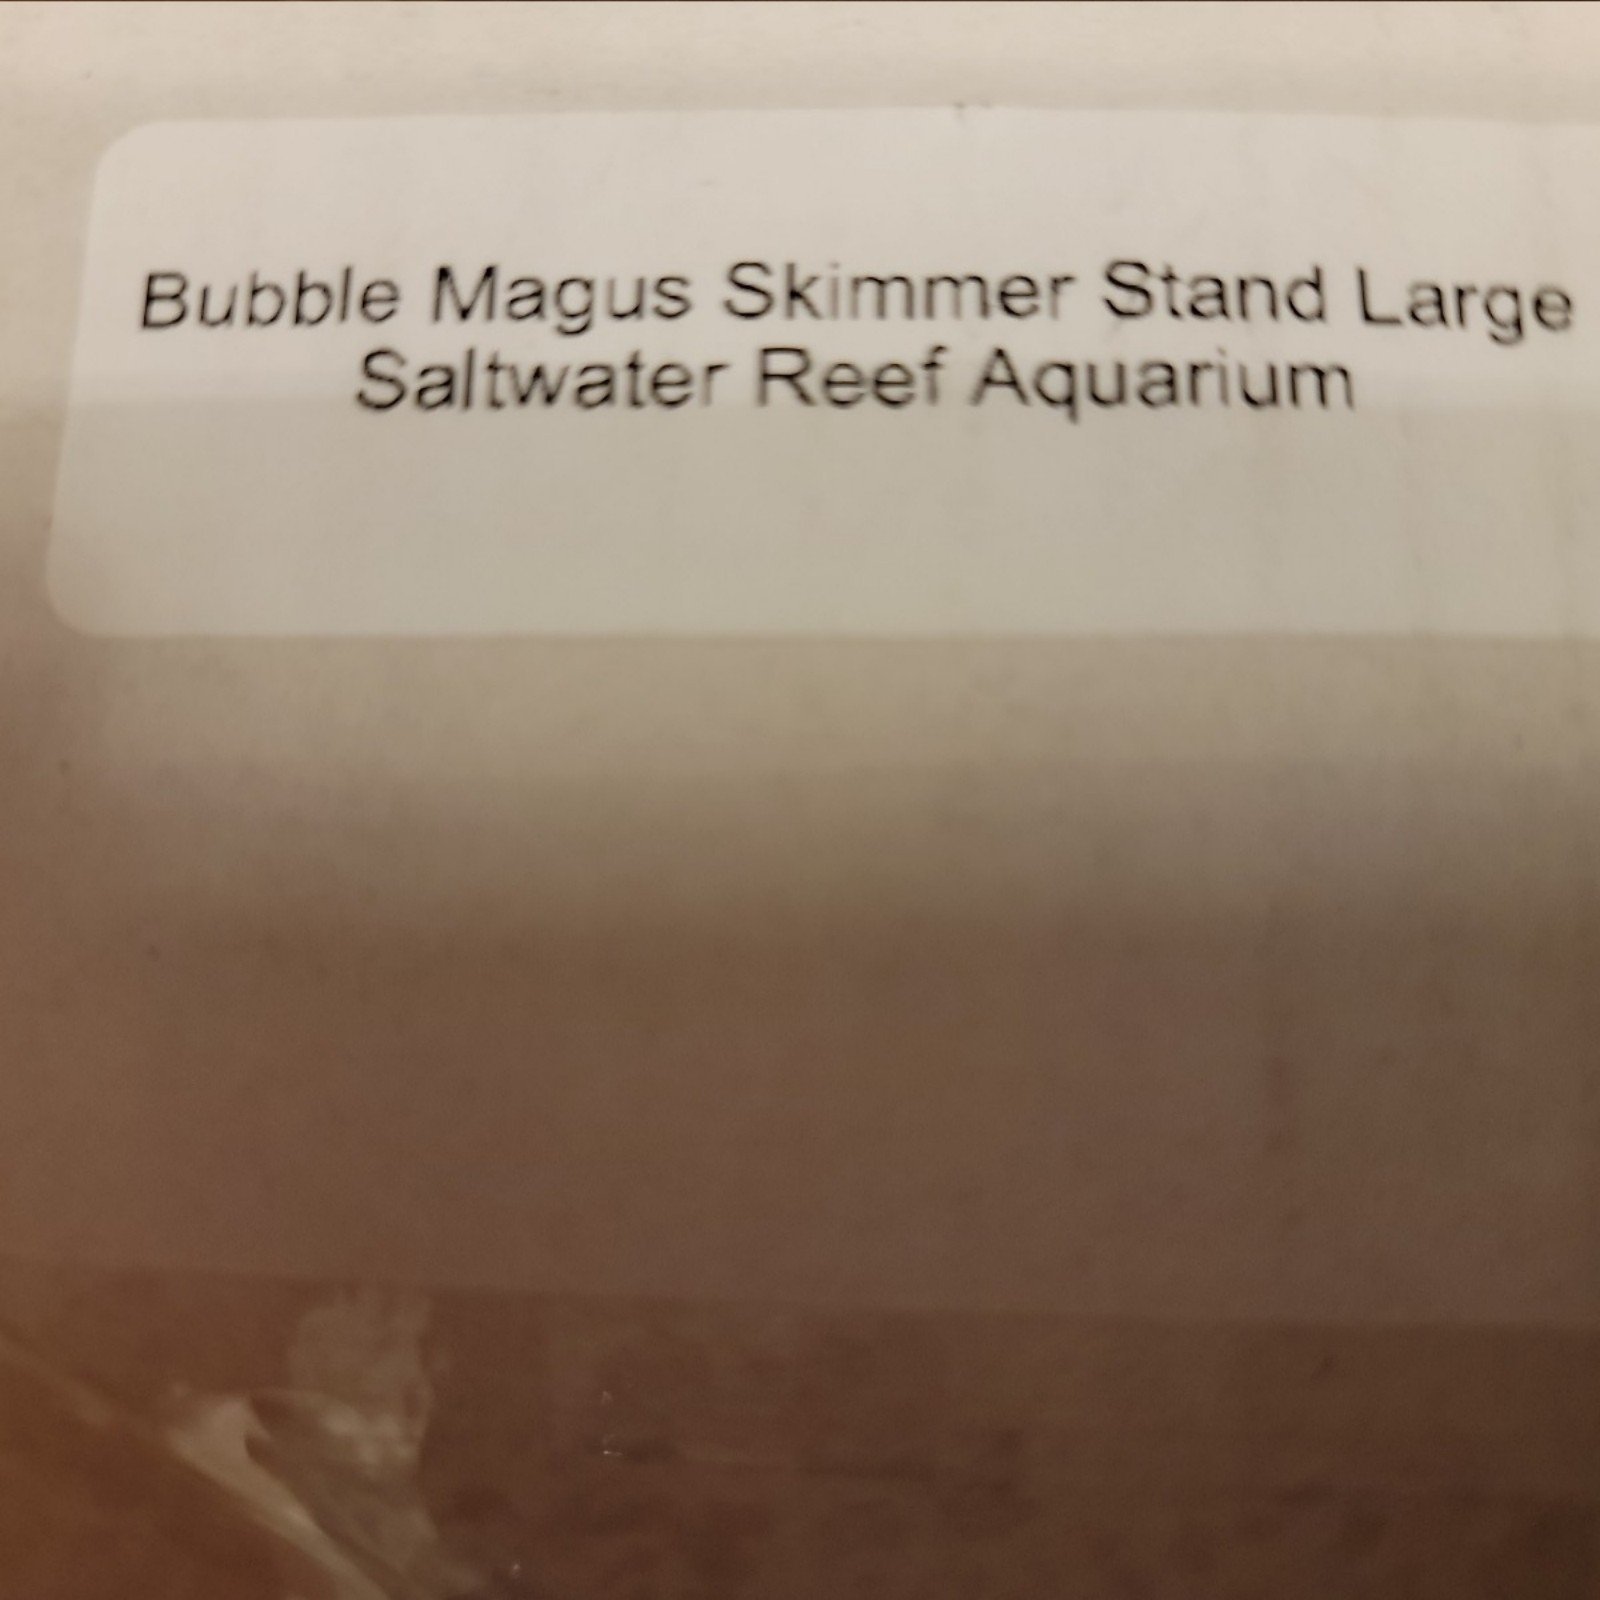 Bubble Magus Skimmer Stand Large
Saltwater Reef Aquarium